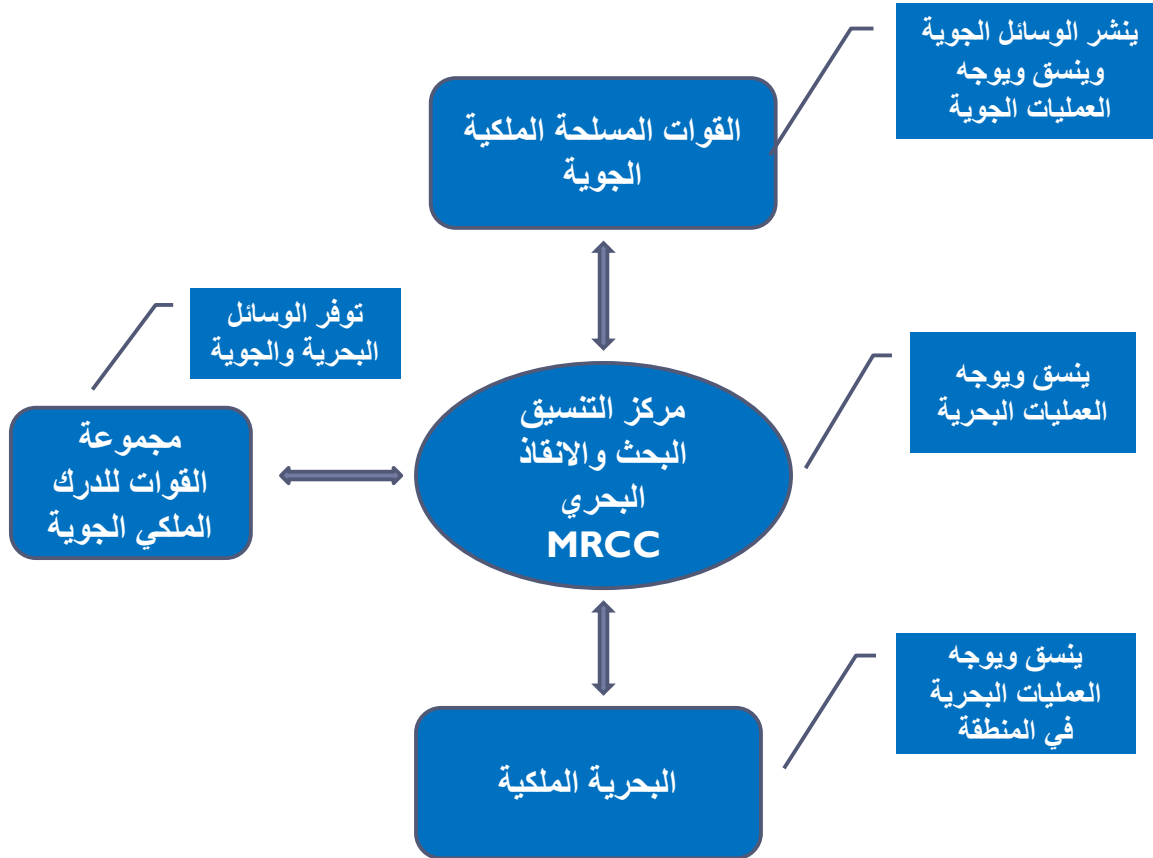 ينشر الوسائل الجوية
وينسق ويوجه
العمليات الجوية
القوات المسلحة الملكية
الجوية
توفر الوسائل
البحرية والجوية
ينسق ويوجه
العمليات البحرية
مركز التنسيق
البحث والانقاذ
البحري
MRCC
مجموعة
القوات للدرك
الملكي الجوية
ينسق ويوجه
العمليات البحرية
في المنطقة
البحرية الملكية